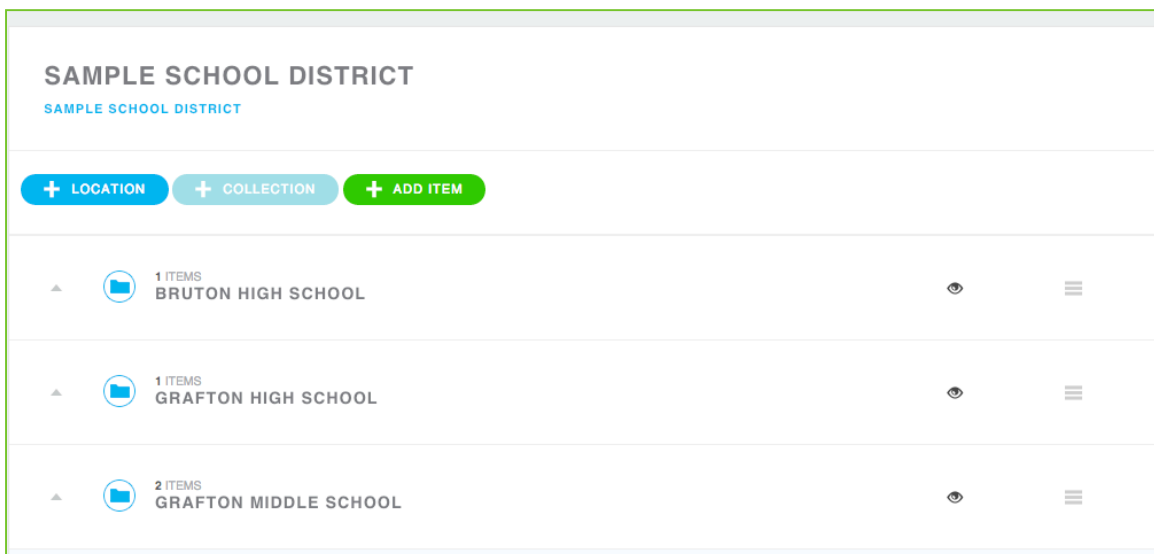 SAMPLE SCHOOL DISTRICT
SAMPLE SCHOOL DISTRICT
+ LOCATION + COLLECTION + ADD ITEM
1 ITEMS
BRUTON HIGH SCHOOL
1 ITEMS
GRAFTON HIGH SCHOOL
2 ITEMS
GRAFTON MIDDLE SCHOOL